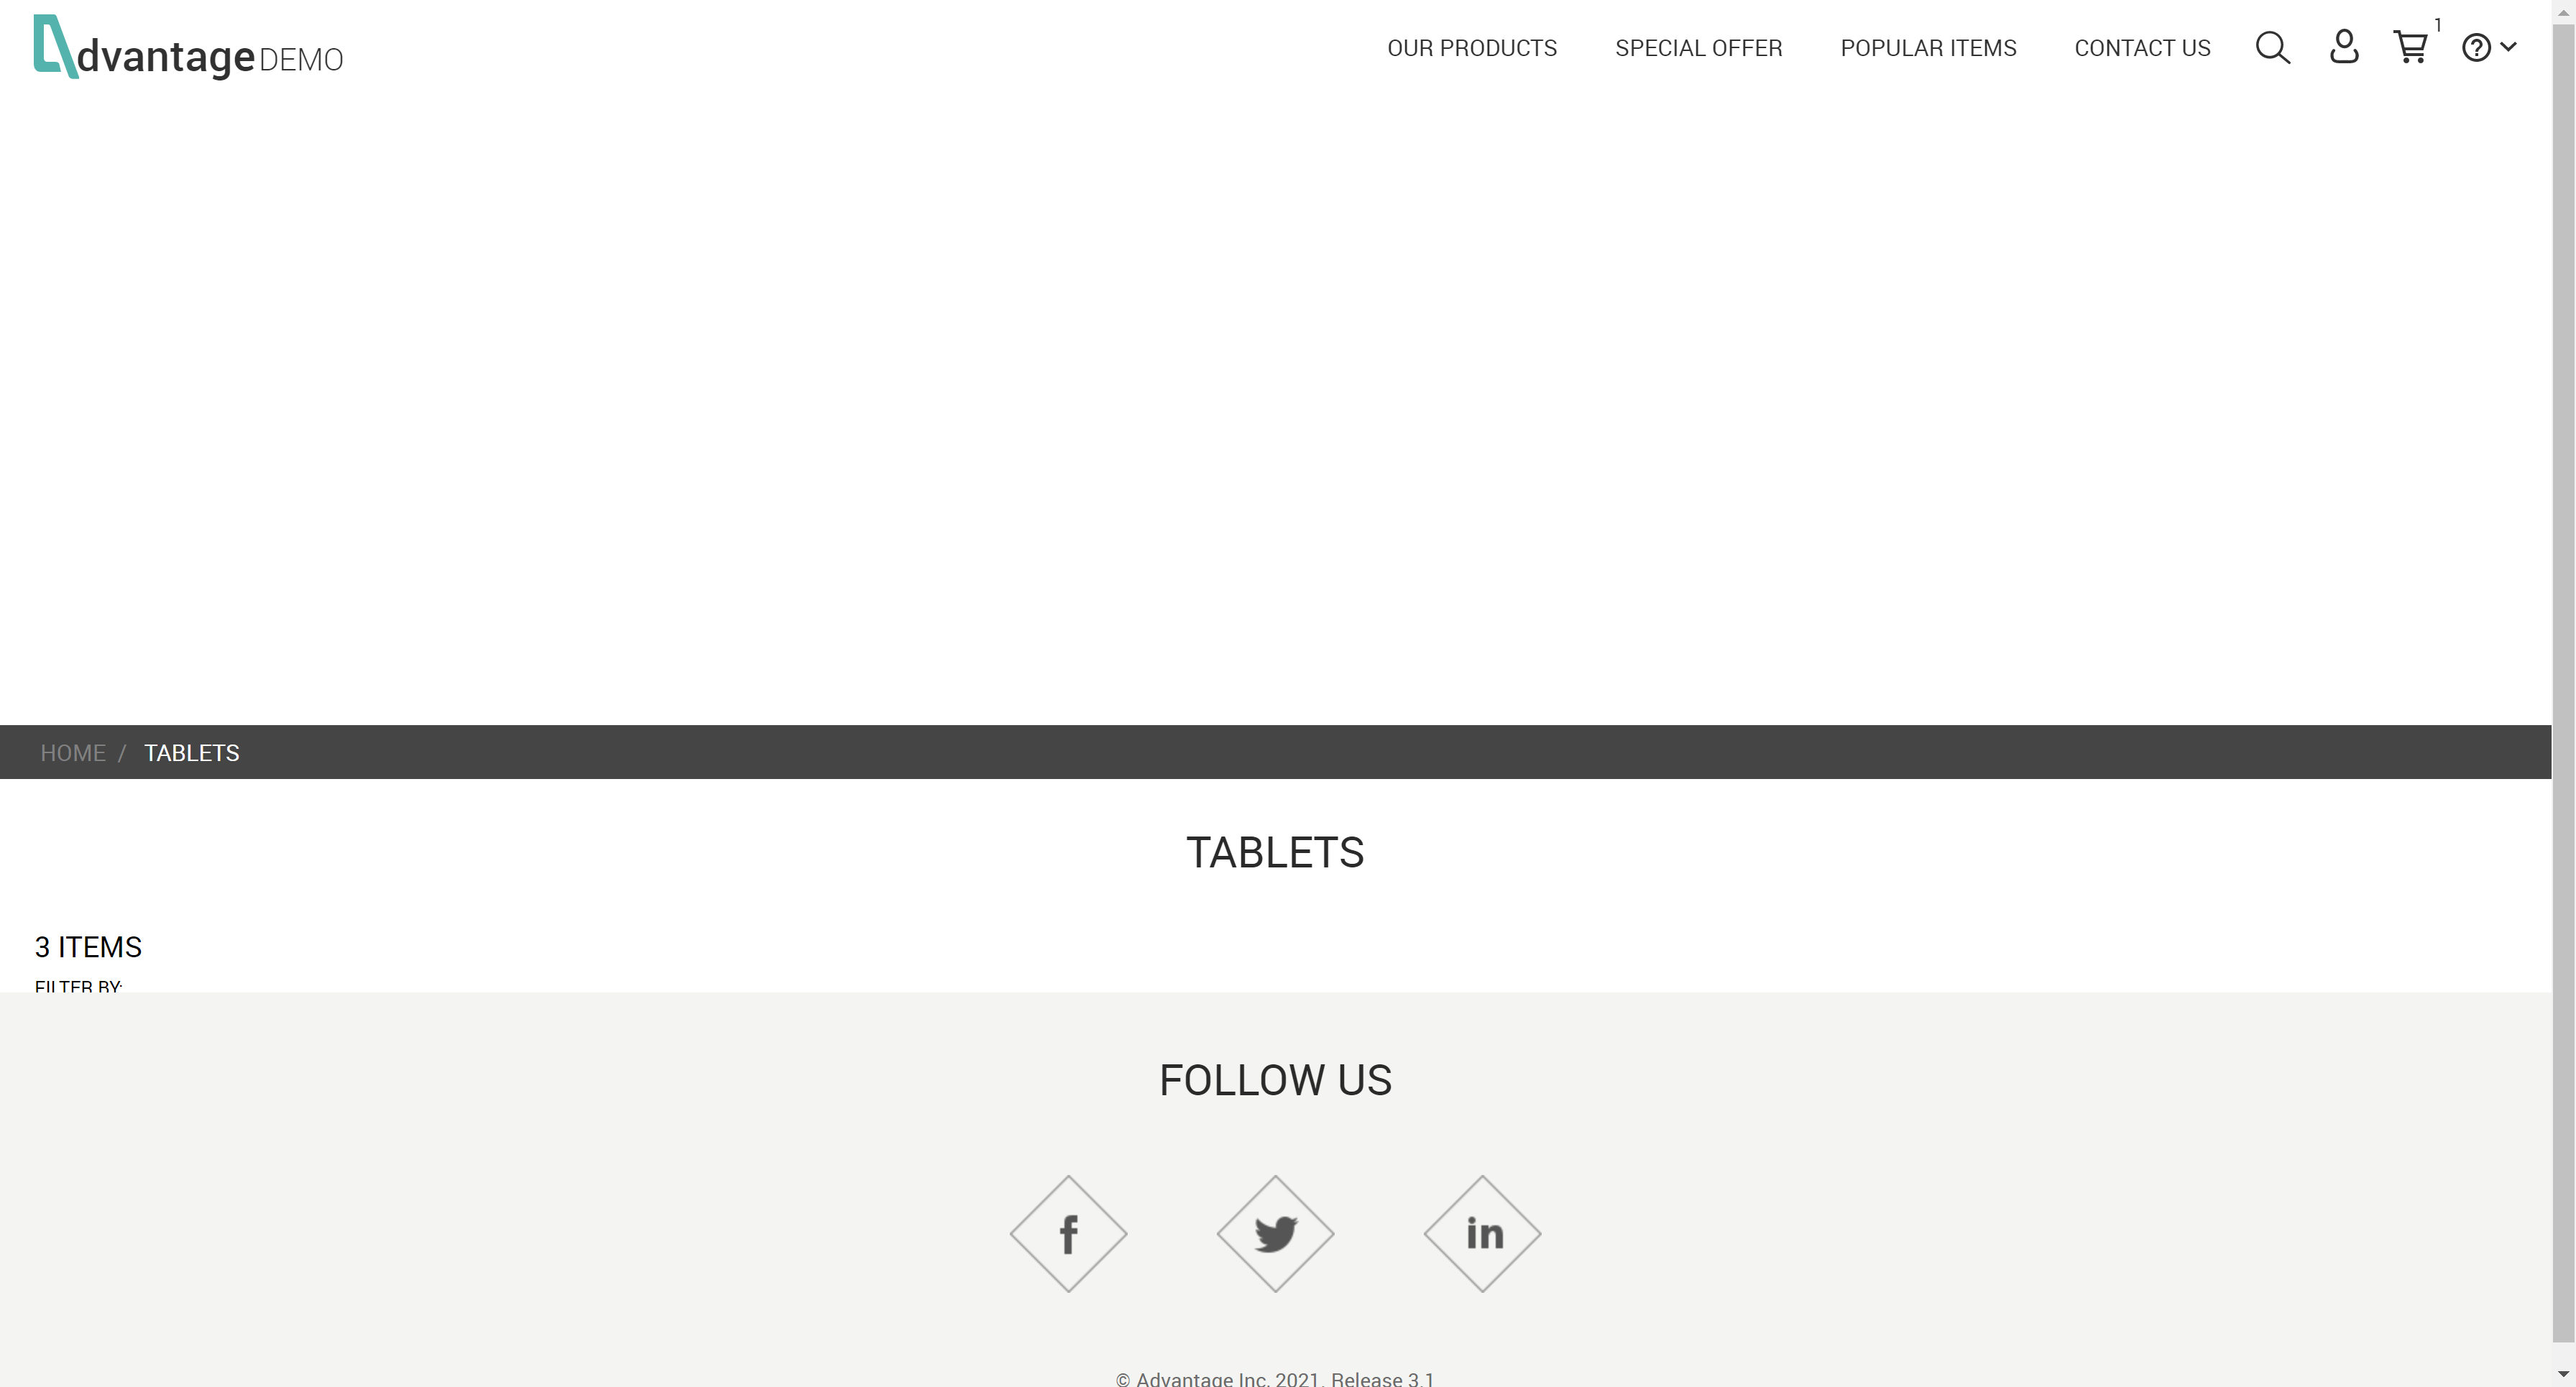 dvantage DEMO
OUR PRODUCTS SPECIAL OFFER POPULAR ITEMS CONTACT US 1
HOME / TABLETS
TABLETS
3 ITEMS
FILTER BY:
FOLLOW US
f in
© Advantage Inc. 2021. Release 3.1